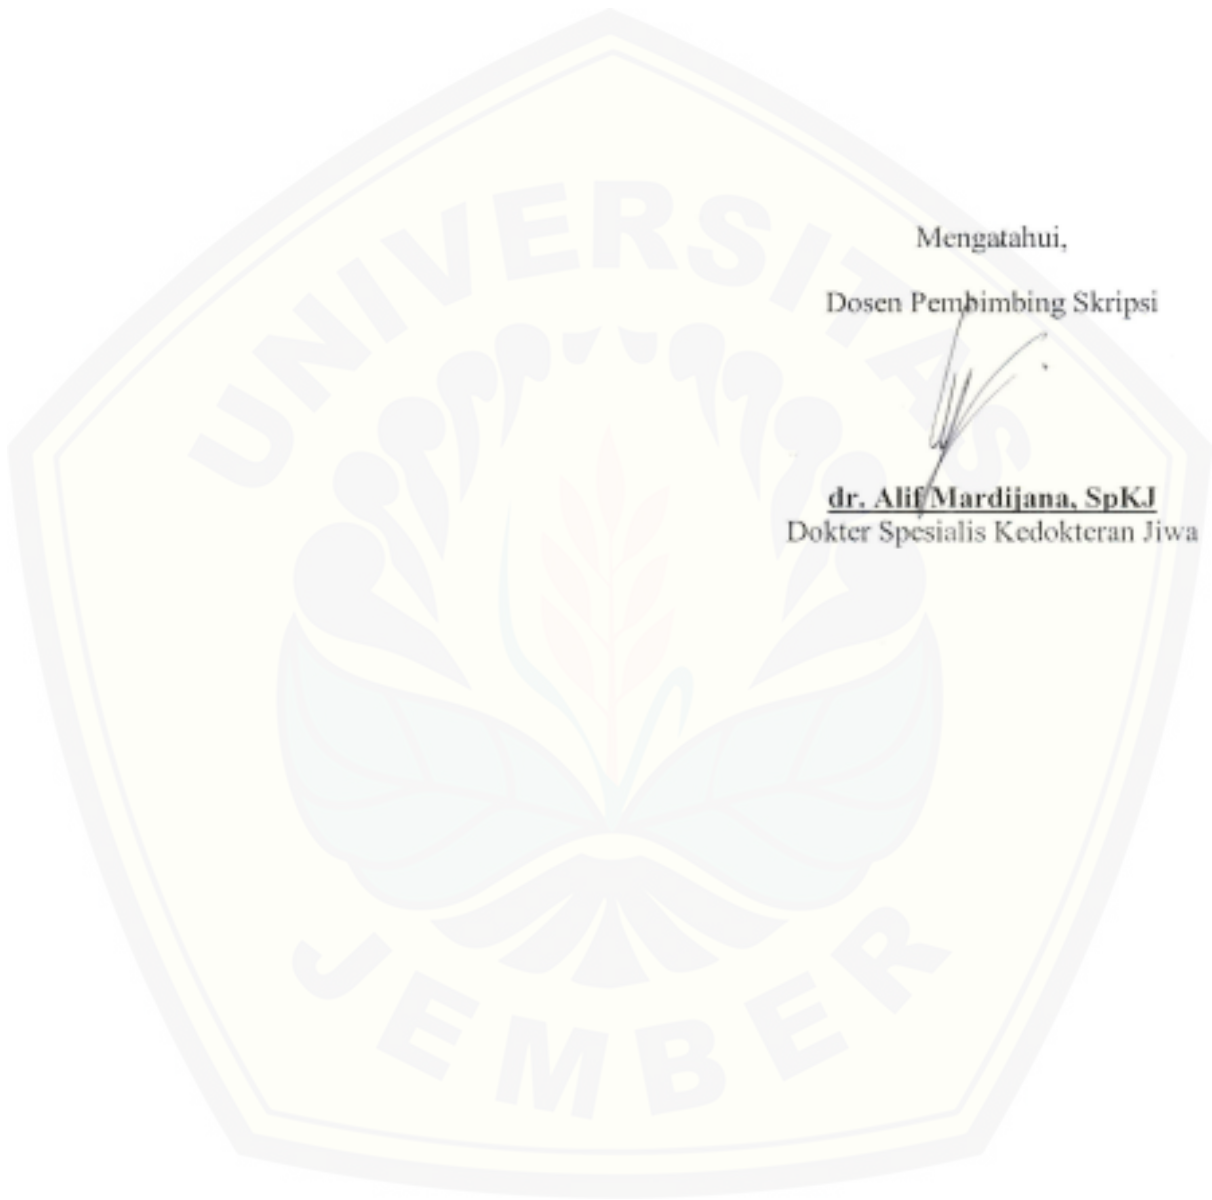 UNIVERSITAS
Mengatahui,
Dosen Pembimbing Skripsi
dr. Alif Mardijana, SpKJ
Dokter Spesialis Kedokteran Jiwa
JEMBER